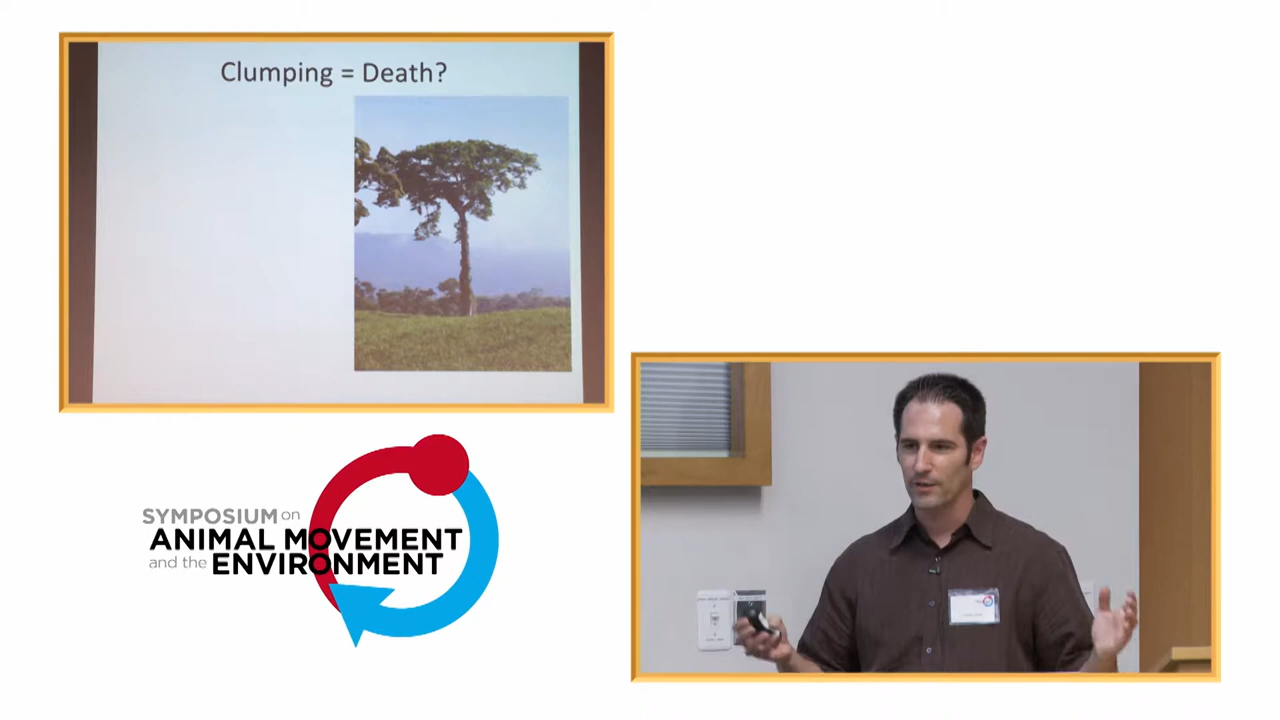 Clumping = Death?
SYMPOSIUM on
ANIMAL MOVEMENT
and the ENVIRONMENT